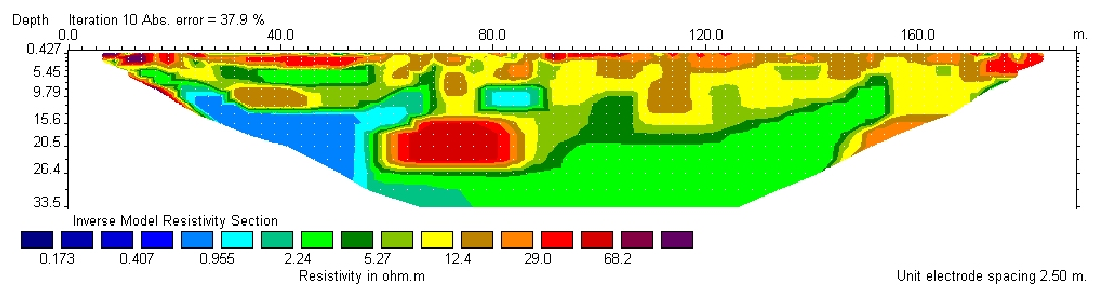 Depth Iteration 10 Abs. error = 37.9 %
0.0 40.0 80.0 120.0 160.0 m.
0.427
5.45
9.79
15.6
20.5
26.4
33.5
Inverse Model Resistivity Section
0.173 0.407 0.955 2.24 5.27 12.4 29.0 68.2
Resistivity in ohm.m
Unit electrode spacing 2.50 m.